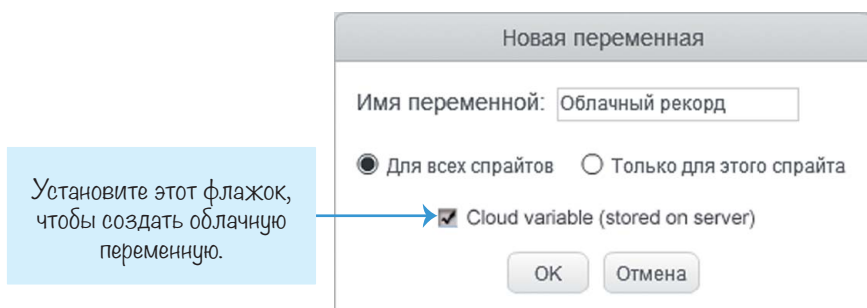 Новая переменная
Имя переменной: Облачный рекорд
Для всех спрайтов Только для этого спрайта
Установите этот флажок,
чтобы создать облачную
переменную.
Cloud variable (stored on server)
OK Отмена